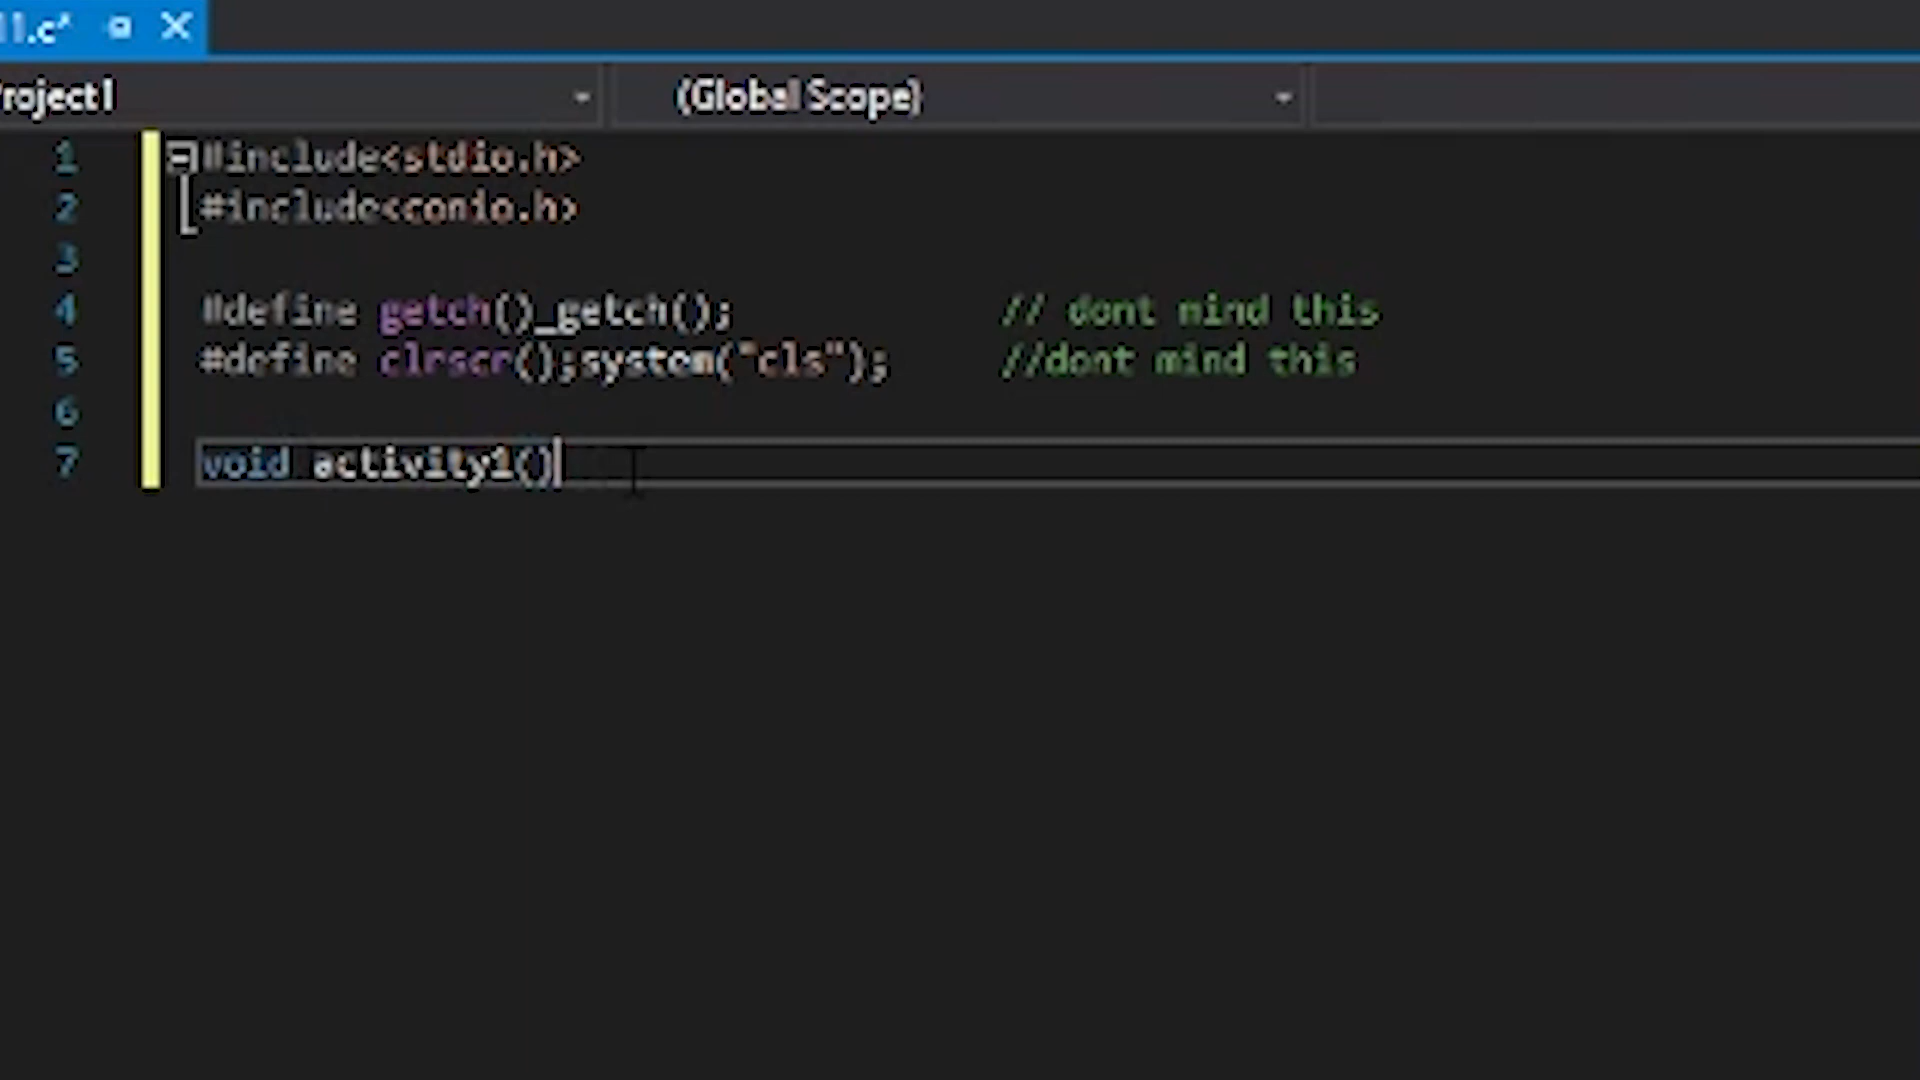 .c*
roject1
(Global Scope)
1 #include<stdio.h>
2 #include<conio.h>
3
4 #define getch()_getch(); // dont mind this
5 #define clrscr();system("cls"); //dont mind this
6
7 void activity1()